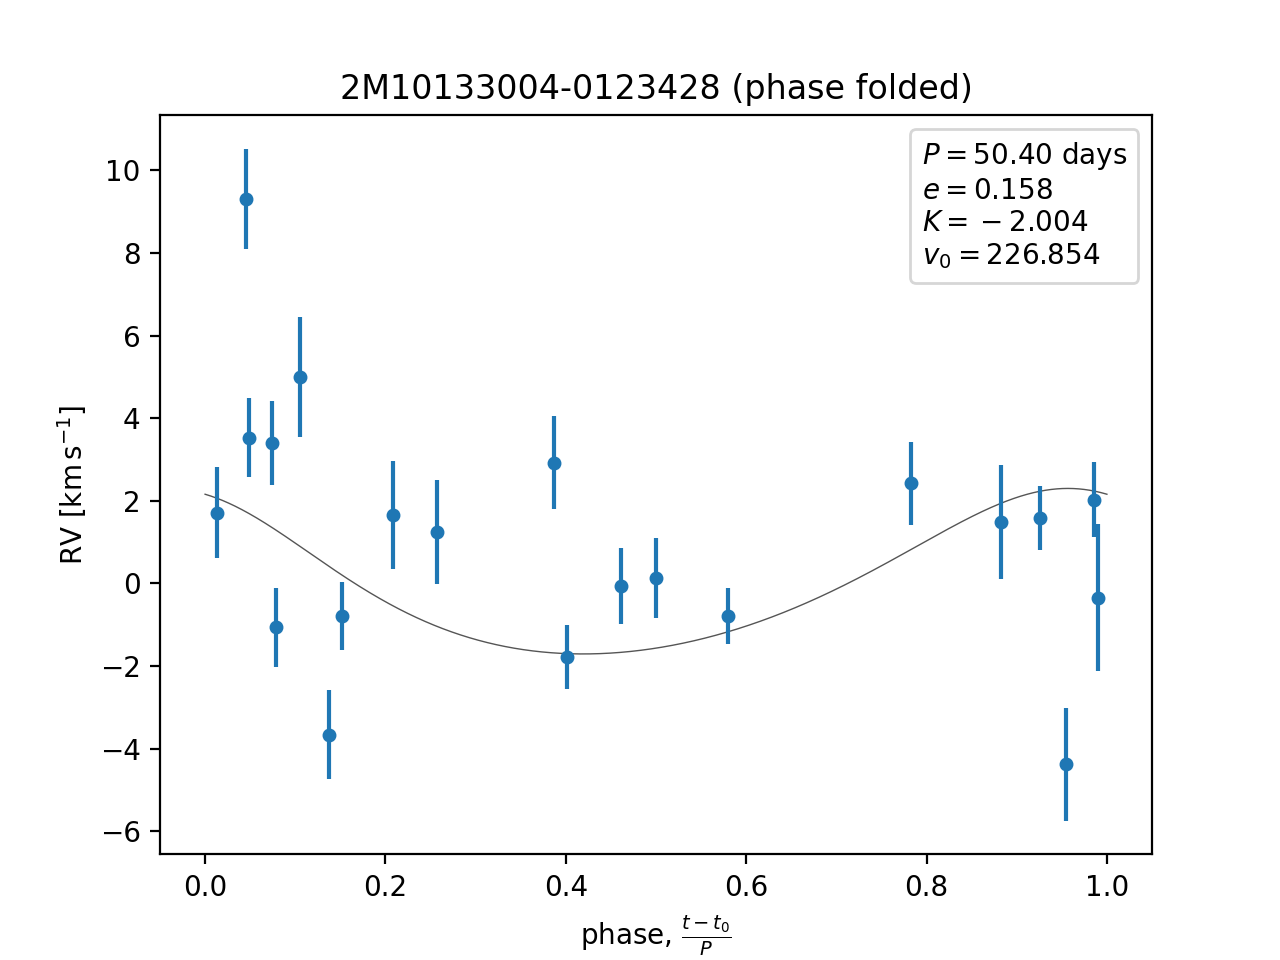 2M10133004-0123428 (phase folded)
P = 50.40 days
e = 0.158
K = −2.004
v₀ = 226.854
RV [km s⁻¹]
10
8
6
4
2
0
−2
−4
−6
0.0 0.2 0.4 0.6 0.8 1.0
phase, (t − t₀)/P